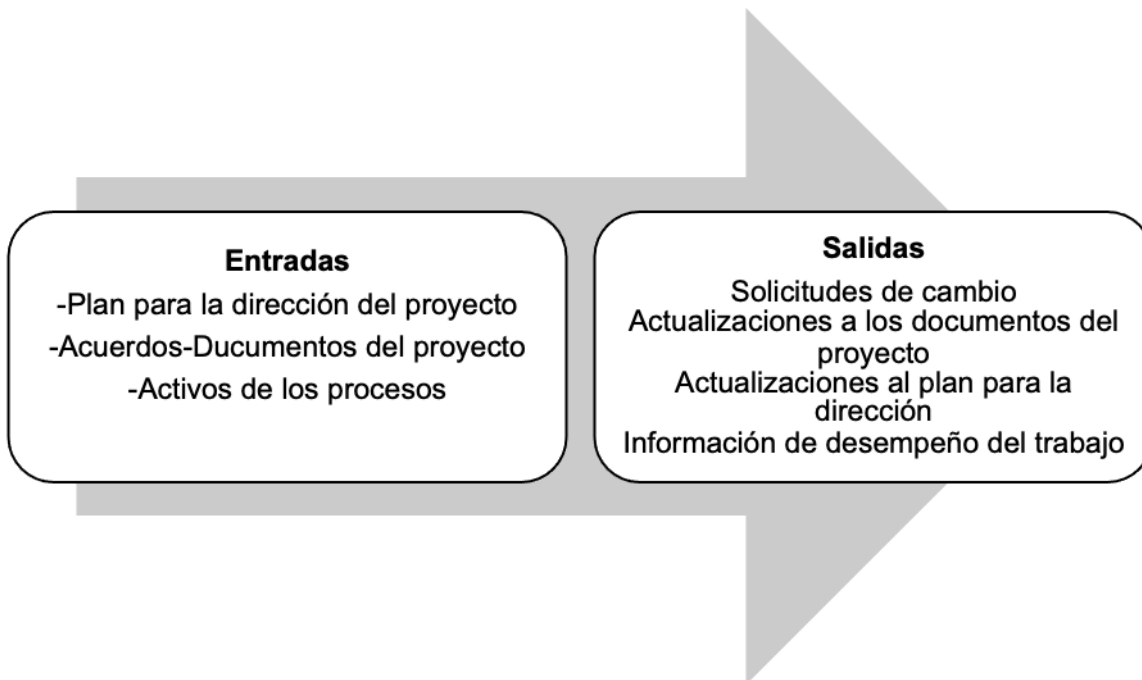 Entradas
-Plan para la dirección del proyecto
-Acuerdos-Ducumentos del proyecto
-Activos de los procesos
Salidas
Solicitudes de cambio
Actualizaciones a los documentos del
proyecto
Actualizaciones al plan para la
dirección
Información de desempeño del trabajo